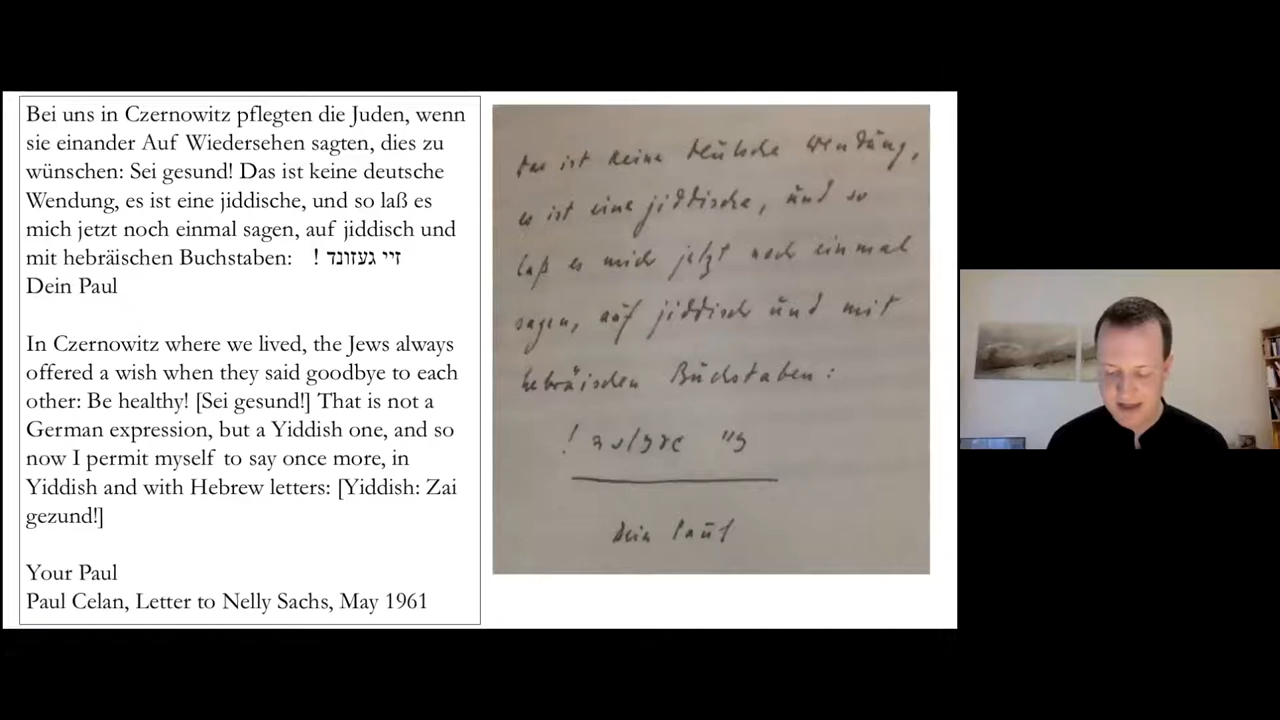 Bei uns in Czernowitz pflegten die Juden, wenn
sie einander Auf Wiedersehen sagten, dies zu
wünschen: Sei gesund! Das ist keine deutsche
Wendung, es ist eine jiddische, und so laß es
mich jetzt noch einmal sagen, auf jiddisch und
mit hebräischen Buchstaben: זיי געזונד !
Dein Paul
In Czernowitz where we lived, the Jews always
offered a wish when they said goodbye to each
other: Be healthy! [Sei gesund!] That is not a
German expression, but a Yiddish one, and so
now I permit myself to say once more, in
Yiddish and with Hebrew letters: [Yiddish: Zai
gezund!]
Your Paul
Paul Celan, Letter to Nelly Sachs, May 1961
Das ist keine deutsche Wendung,
es ist eine jiddische, und so
laß es mich jetzt noch einmal
sagen, auf jiddisch und mit
hebräischen Buchstaben:
זיי געזונד !
Dein Paul